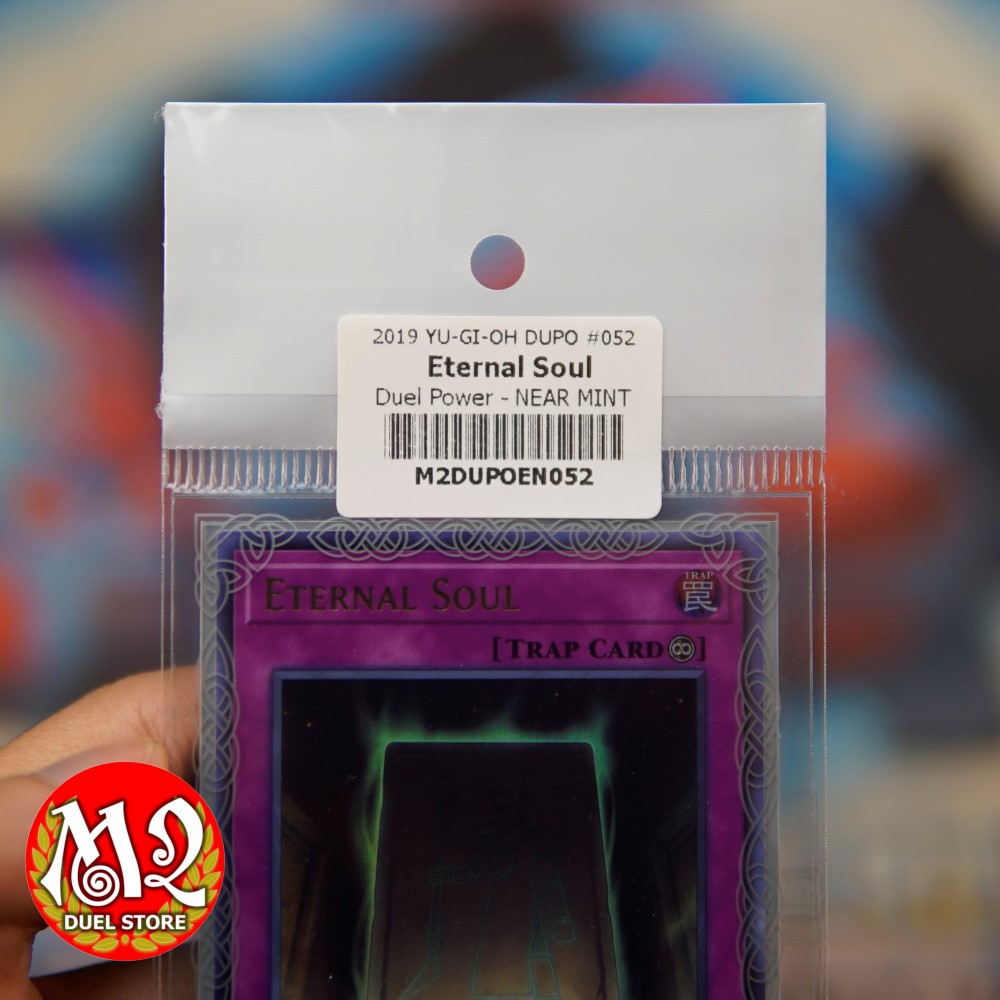 2019 YU-GI-OH DUPO #052
Eternal Soul
Duel Power - NEAR MINT
M2DUPOEN052
ETERNAL SOUL
TRAP
罠
[TRAP CARD♾]
M2
DUEL STORE